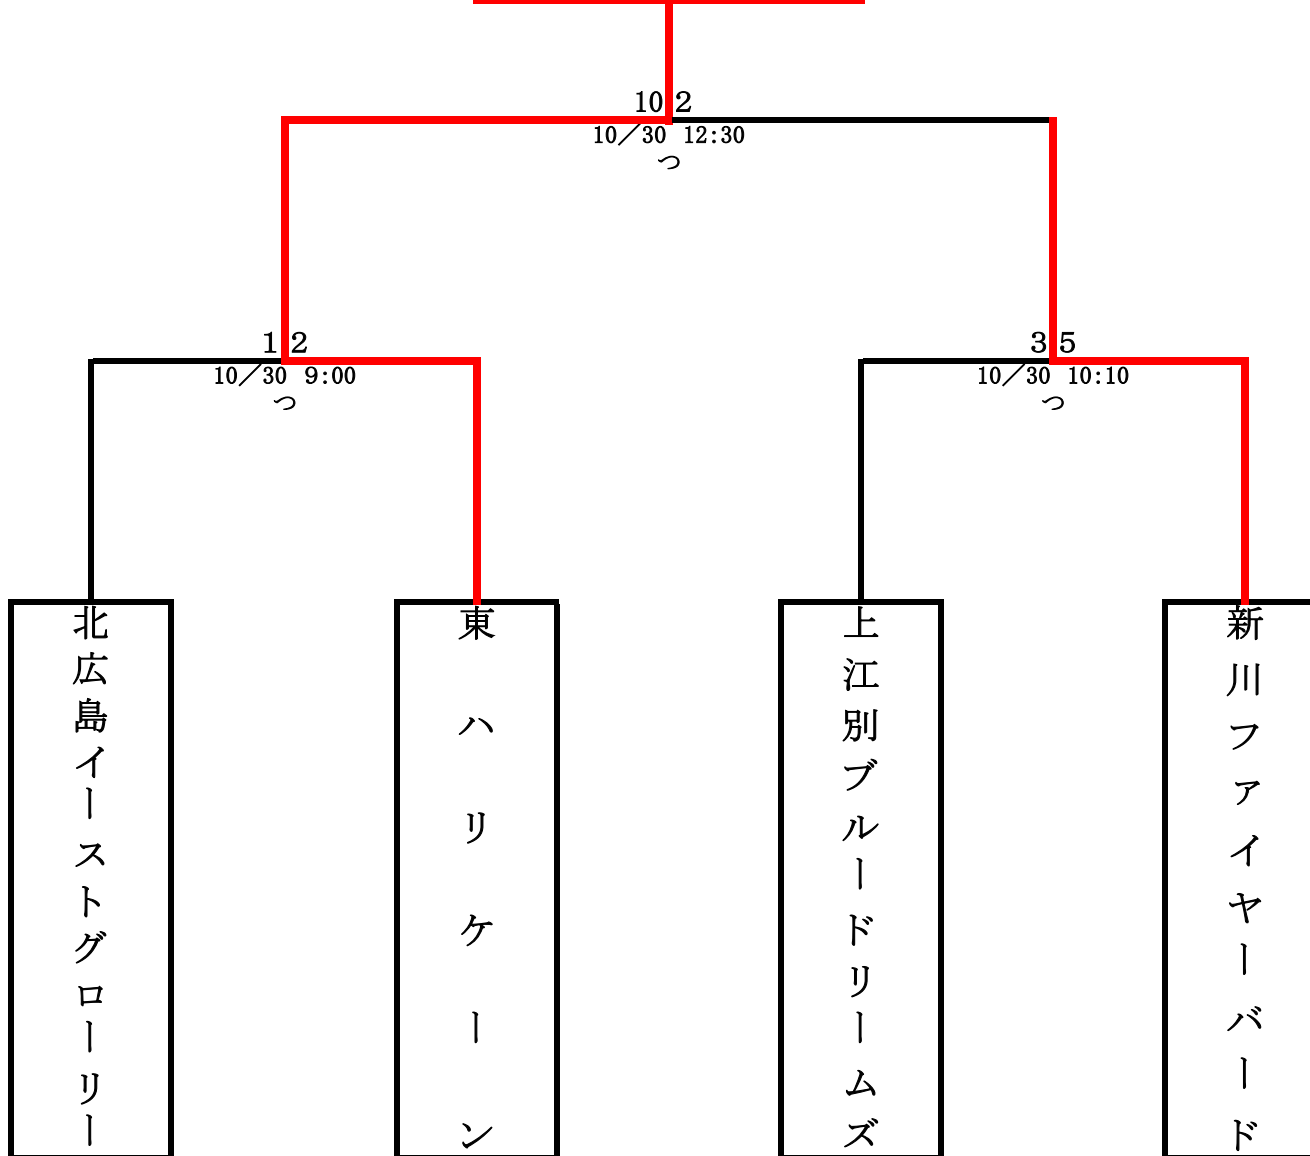 10 2
10／30 12:30
つ
1 2
10／30 9:00
つ
3 5
10／30 10:10
つ
北広島イーストグローリー
東ハリケーン
上江別ブルードリームズ
新川ファイヤーバード